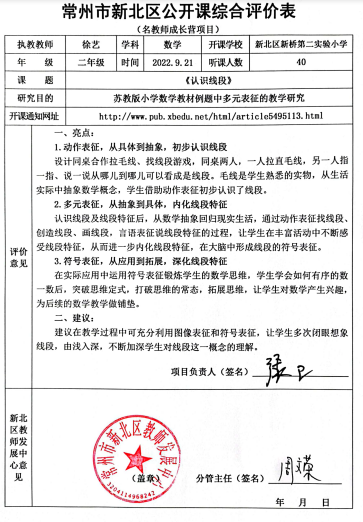 常州市新北区公开课综合评价表
（名教师成长营项目）
执教教师 徐艺 学科 数学 开课学校 新北区新桥第二实验小学
年 级 二年级 时间 2022.9.21 听课人数 40
课 题 《认识线段》
研究目的 苏教版小学数学教材例题中多元表征的教学研究
开课通知网址 http://www.pub.xbedu.net/html/article5495113.html
评价意见
一、亮点：
1.动作表征，从具体到抽象，初步认识线段
设计同桌合作拉毛线、找线段游戏，同桌两人，一人拉直毛线，另一人指
一指、说一说从哪儿到哪儿可以看成是线段。毛线是学生熟悉的实物，从生活
实际中抽象数学概念，学生借助动作表征初步认识了线段。
2.多元表征，从抽象到具体，内化线段特征
认识线段及线段特征后，从数学抽象回归现实生活，通过动作表征找线段、
创造线段、画线段，言语表征说线段特征的过程，让学生在丰富活动中不断感
受线段特征，从而进一步内化线段特征，在大脑中形成线段的符号表征。
3.符号表征，从应用到拓展，深化线段特征
在实际应用中运用符号表征锻炼学生的数学思维，学生学会如何有序的数
一数后，突破思维定式，打破思维的常态，拓展思维，让学生对数学产生兴趣，
为后续的数学教学做铺垫。
二、建议：
建议在教学过程中可充分利用图像表征和符号表征，让学生多次闭眼想象
线段，由浅入深，不断加深学生对线段这一概念的理解。
项目负责人（签名）
新北区教师发展中心意见
常州市新北区教师发展中心
3204114968242
（盖章） 分管主任（签名）
年 月 日